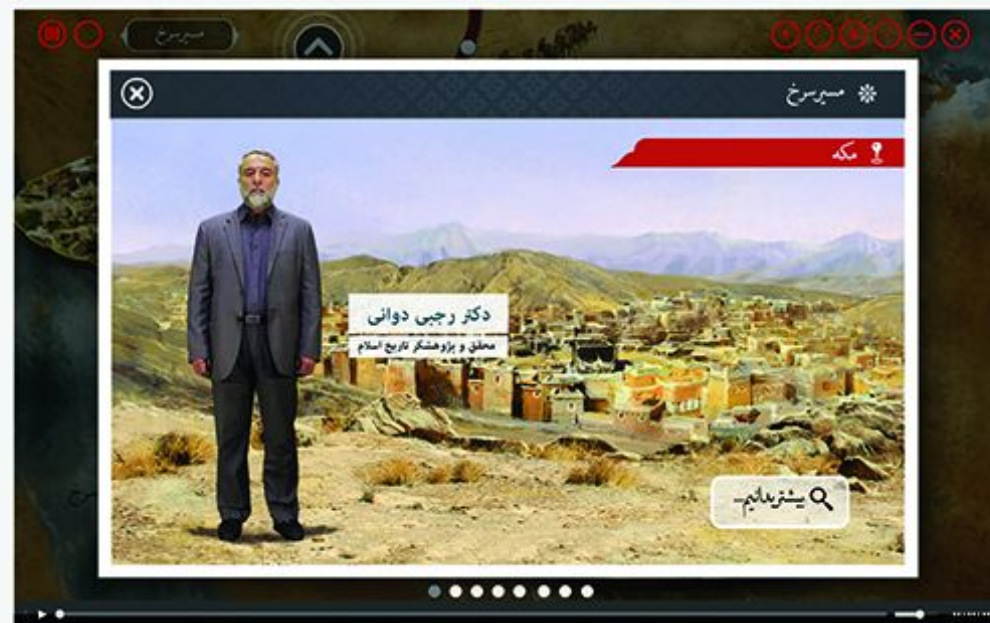 مسیر سرخ
مسیر سرخ
مکه
دکتر رجبی دوانی
محقق و پژوهشگر تاریخ اسلام
بیشتر بدانیم...